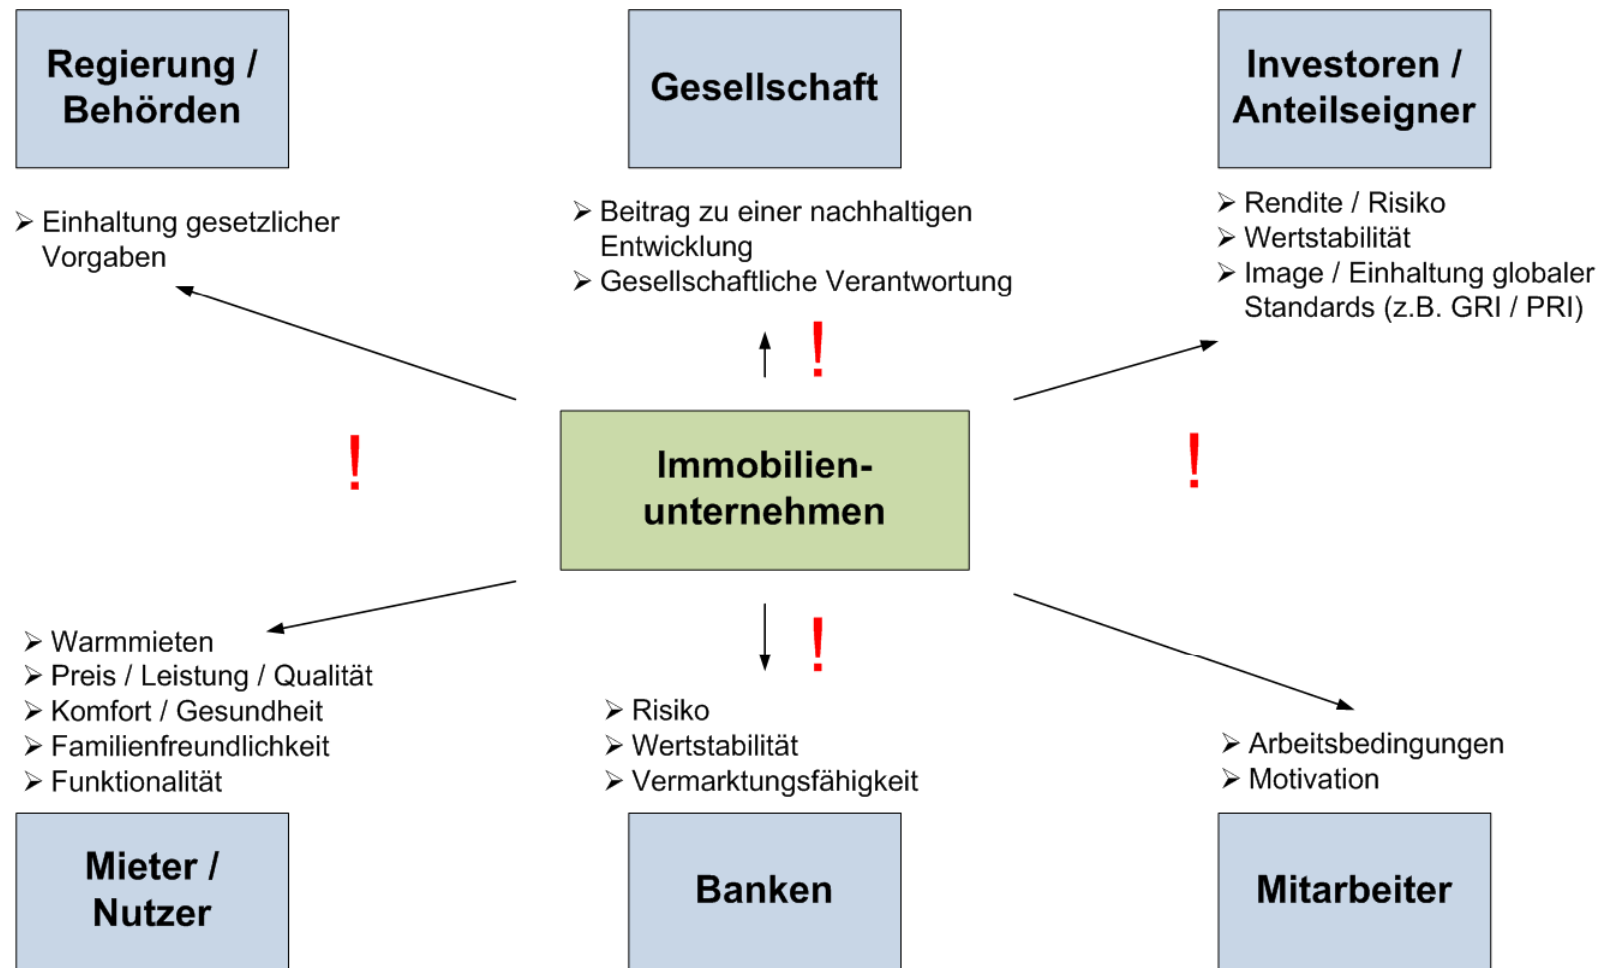 Regierung /
Behörden
Gesellschaft
Investoren /
Anteilseigner
➢ Einhaltung gesetzlicher
Vorgaben
➢ Beitrag zu einer nachhaltigen
Entwicklung
➢ Gesellschaftliche Verantwortung
➢ Rendite / Risiko
➢ Wertstabilität
➢ Image / Einhaltung globaler
Standards (z.B. GRI / PRI)
!
!
!
Immobilien-
unternehmen
!
➢ Warmmieten
➢ Preis / Leistung / Qualität
➢ Komfort / Gesundheit
➢ Familienfreundlichkeit
➢ Funktionalität
➢ Risiko
➢ Wertstabilität
➢ Vermarktungsfähigkeit
➢ Arbeitsbedingungen
➢ Motivation
Mieter /
Nutzer
Banken
Mitarbeiter